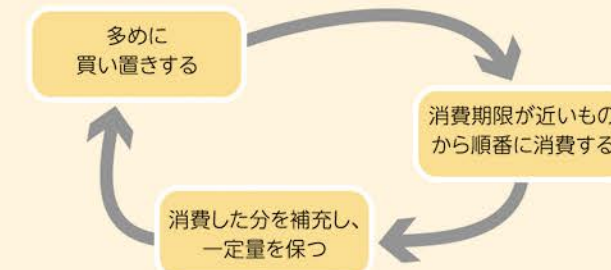 多めに
買い置きする
消費期限が近いもの
から順番に消費する
消費した分を補充し、
一定量を保つ